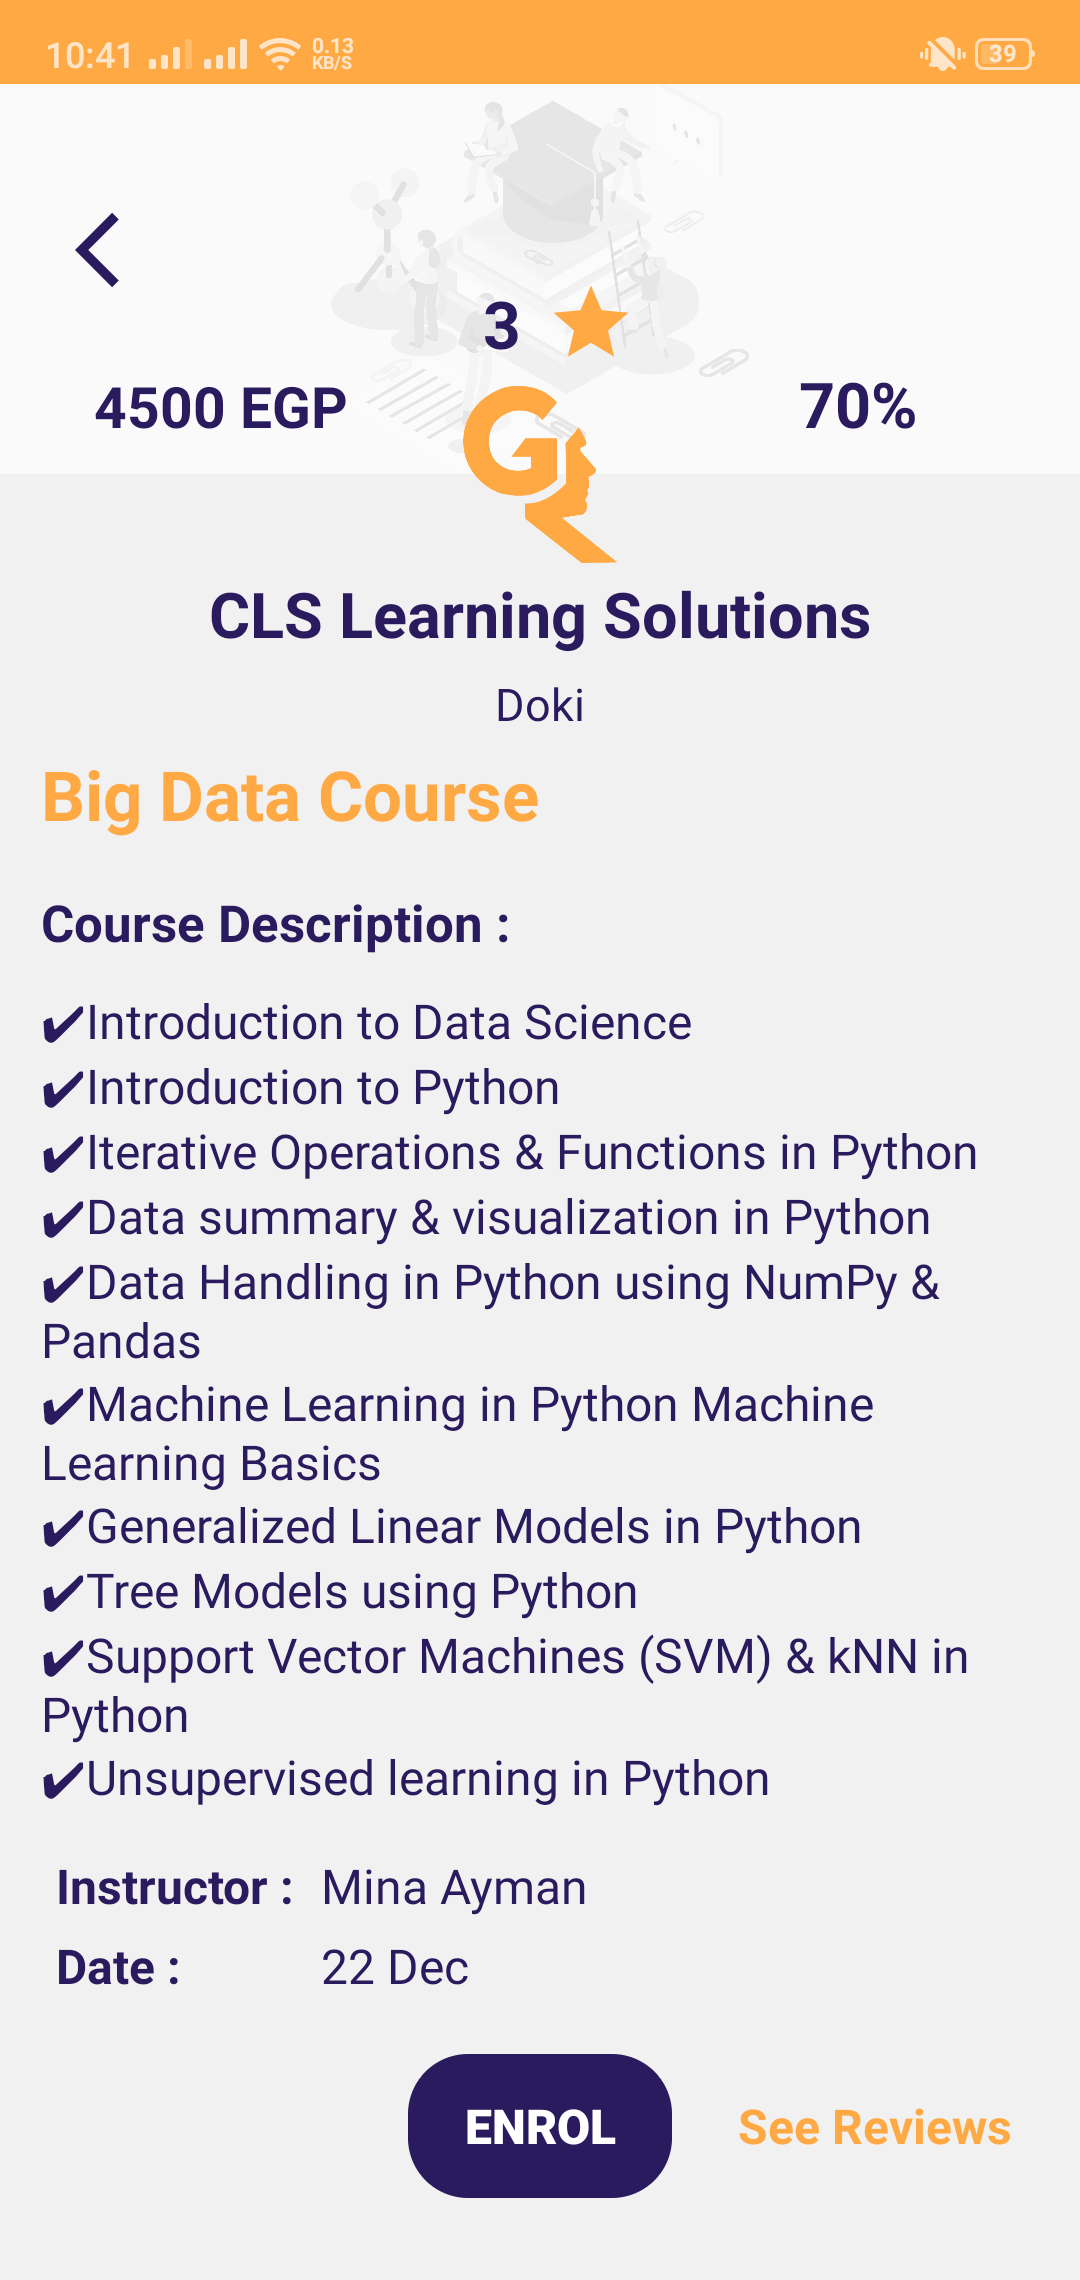 10:41
0.13
KB/S
39
3
4500 EGP
70%
GR
CLS Learning Solutions
Doki
Big Data Course
Course Description :
✔Introduction to Data Science
✔Introduction to Python
✔Iterative Operations & Functions in Python
✔Data summary & visualization in Python
✔Data Handling in Python using NumPy &
Pandas
✔Machine Learning in Python Machine
Learning Basics
✔Generalized Linear Models in Python
✔Tree Models using Python
✔Support Vector Machines (SVM) & kNN in
Python
✔Unsupervised learning in Python
Instructor : Mina Ayman
Date : 22 Dec
ENROL
See Reviews